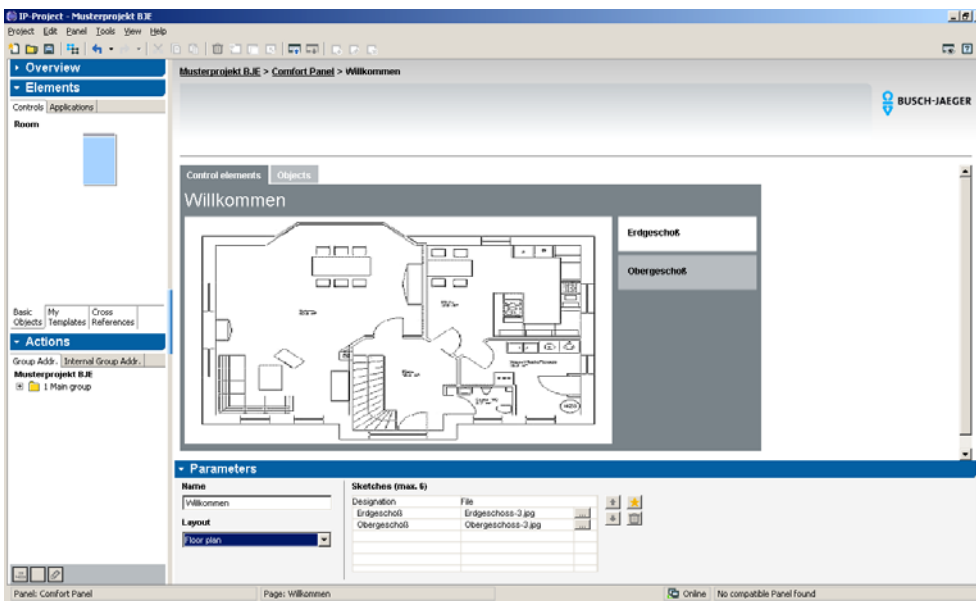 IP-Project - Musterprojekt BJE
Project Edit Panel Tools View Help
Overview
Musterprojekt BJE > Comfort Panel > Willkommen
Elements
Controls Applications
BUSCH-JAEGER
Room
Control elements Objects
Willkommen
Erdgeschoß
Obergeschoß
Basic Objects
My Templates
Cross References
Actions
Group Addr. Internal Group Addr.
Musterprojekt BJE
1 Main group
Parameters
Name
Willkommen
Layout
Floor plan
Sketches (max. 6)
Designation File
Erdgeschoß Erdgeschoss-3.jpg ...
Obergeschoß Obergeschoss-3.jpg ...
Panel: Comfort Panel Page: Willkommen Online No compatible Panel found